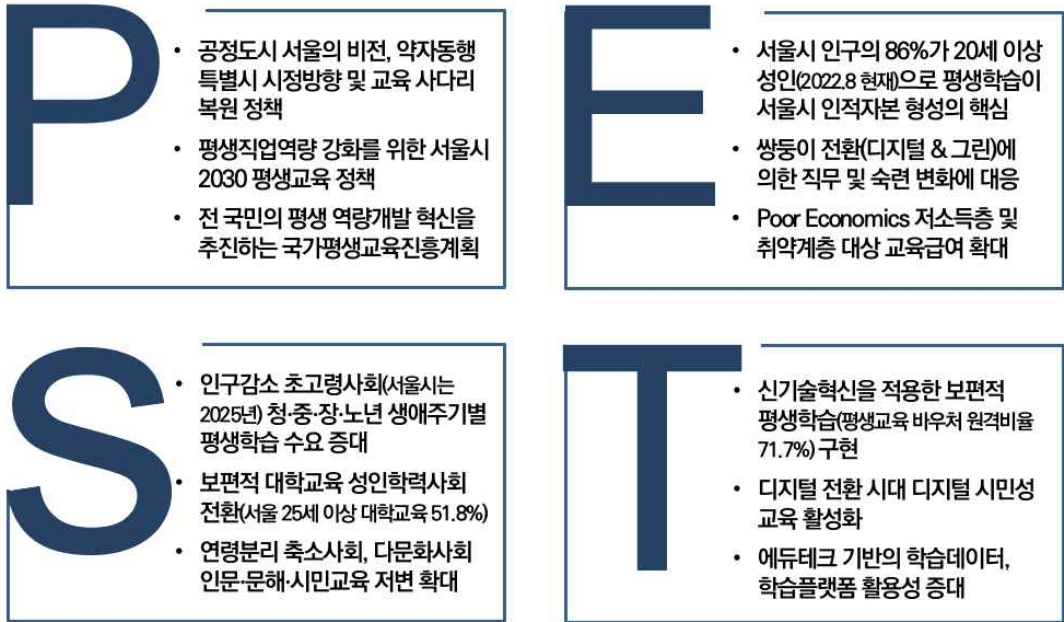 P
• 공정도시 서울의 비전, 약자동행
특별시 시정방향 및 교육 사다리
복원 정책
• 평생직업역량 강화를 위한 서울시
2030 평생교육 정책
• 전 국민의 평생 역량개발 혁신을
추진하는 국가평생교육진흥계획
E
• 서울시 인구의 86%가 20세 이상
성인(2022.8 현재)으로 평생학습이
서울시 인적자본 형성의 핵심
• 쌍둥이 전환(디지털 & 그린)에
의한 직무 및 숙련 변화에 대응
• Poor Economics 저소득층 및
취약계층 대상 교육급여 확대
S
• 인구감소 초고령사회(서울시는
2025년) 청·중·장·노년 생애주기별
평생학습 수요 증대
• 보편적 대학교육 성인학력사회
전환(서울 25세 이상 대학교육 51.8%)
• 연령분리 축소사회, 다문화사회
인문·문해·시민교육 저변 확대
T
• 신기술혁신을 적용한 보편적
평생학습(평생교육 바우처 원격비율
71.7%) 구현
• 디지털 전환 시대 디지털 시민성
교육 활성화
• 에듀테크 기반의 학습데이터,
학습플랫폼 활용성 증대